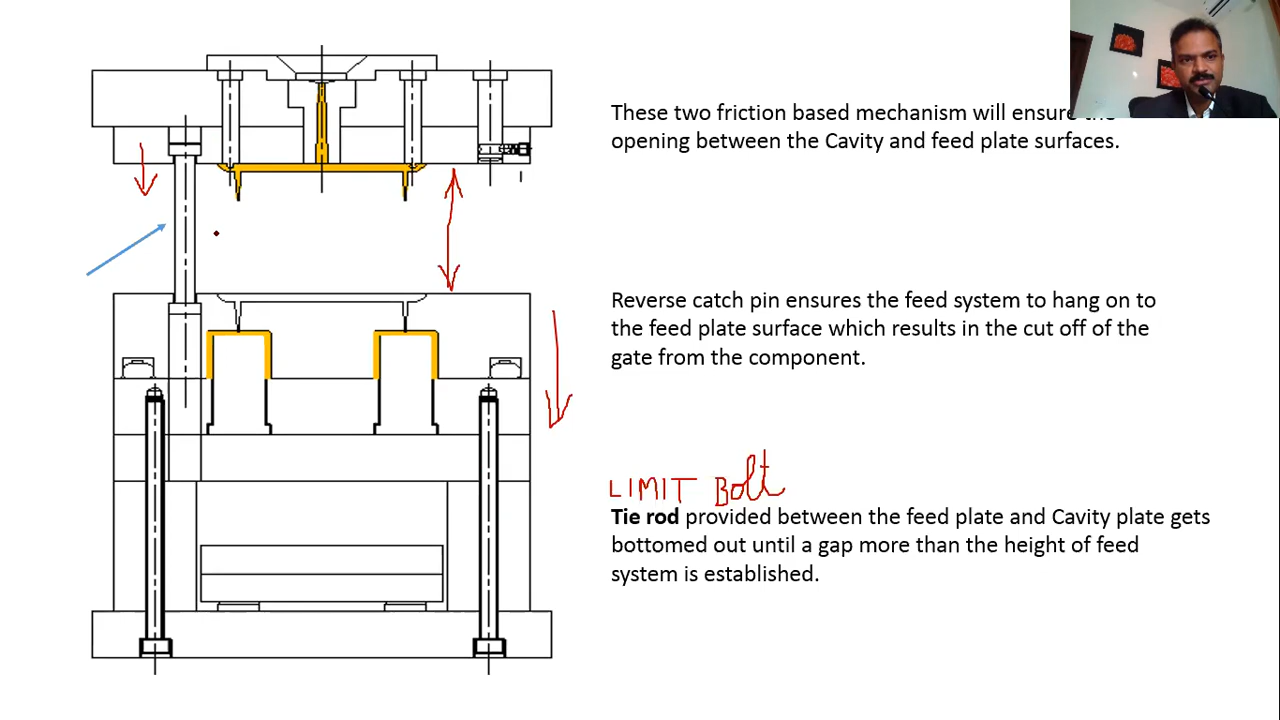 These two friction based mechanism will ensure the
opening between the Cavity and feed plate surfaces.
Reverse catch pin ensures the feed system to hang on to
the feed plate surface which results in the cut off of the
gate from the component.
LIMIT Bolt
Tie rod provided between the feed plate and Cavity plate gets
bottomed out until a gap more than the height of feed
system is established.